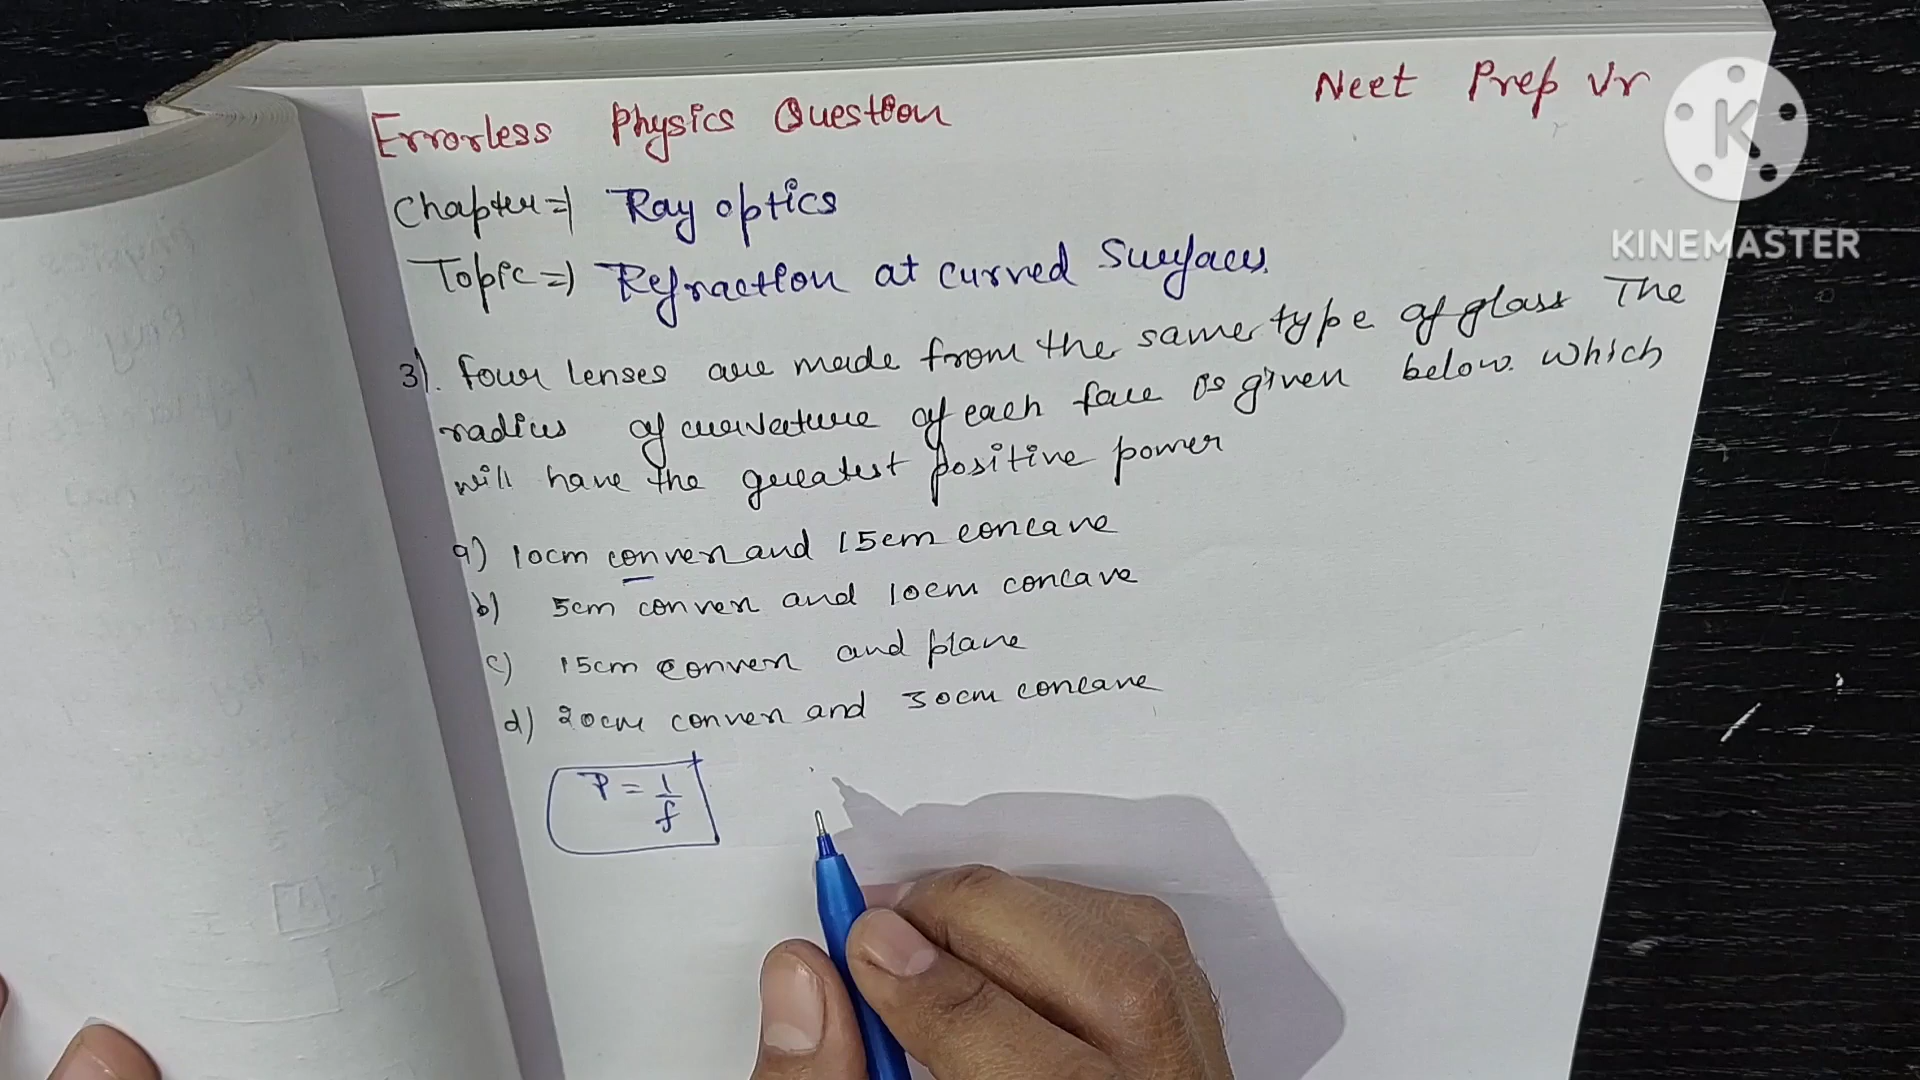 Errorless Physics Question
Neet Prep Vr
K
KINEMASTER
Chapter => Ray optics
Topic => Refraction at curved Surfaces.
3). four lenses are made from the same type of glass The
radius of curvature of each face is given below. which
will have the greatest positive power
a) 10cm convex and 15cm concave
b) 5cm convex and 10cm concave
c) 15cm convex and plane
d) 20cm convex and 30cm concave
P = 1/f